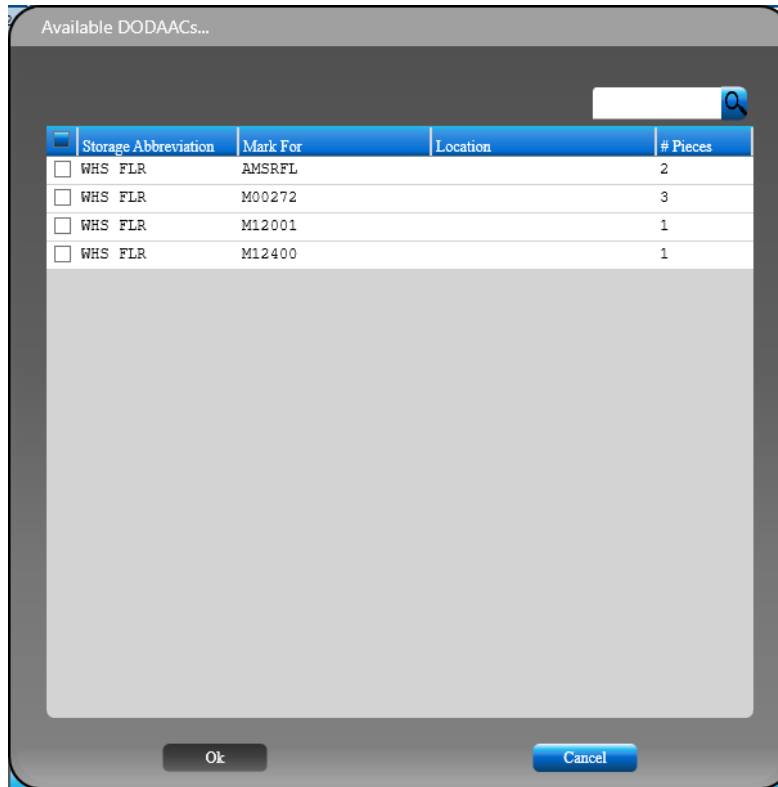 Available DODAACs...
Storage Abbreviation Mark For Location # Pieces
WHS FLR AMSRFL 2
WHS FLR M00272 3
WHS FLR M12001 1
WHS FLR M12400 1
Ok Cancel